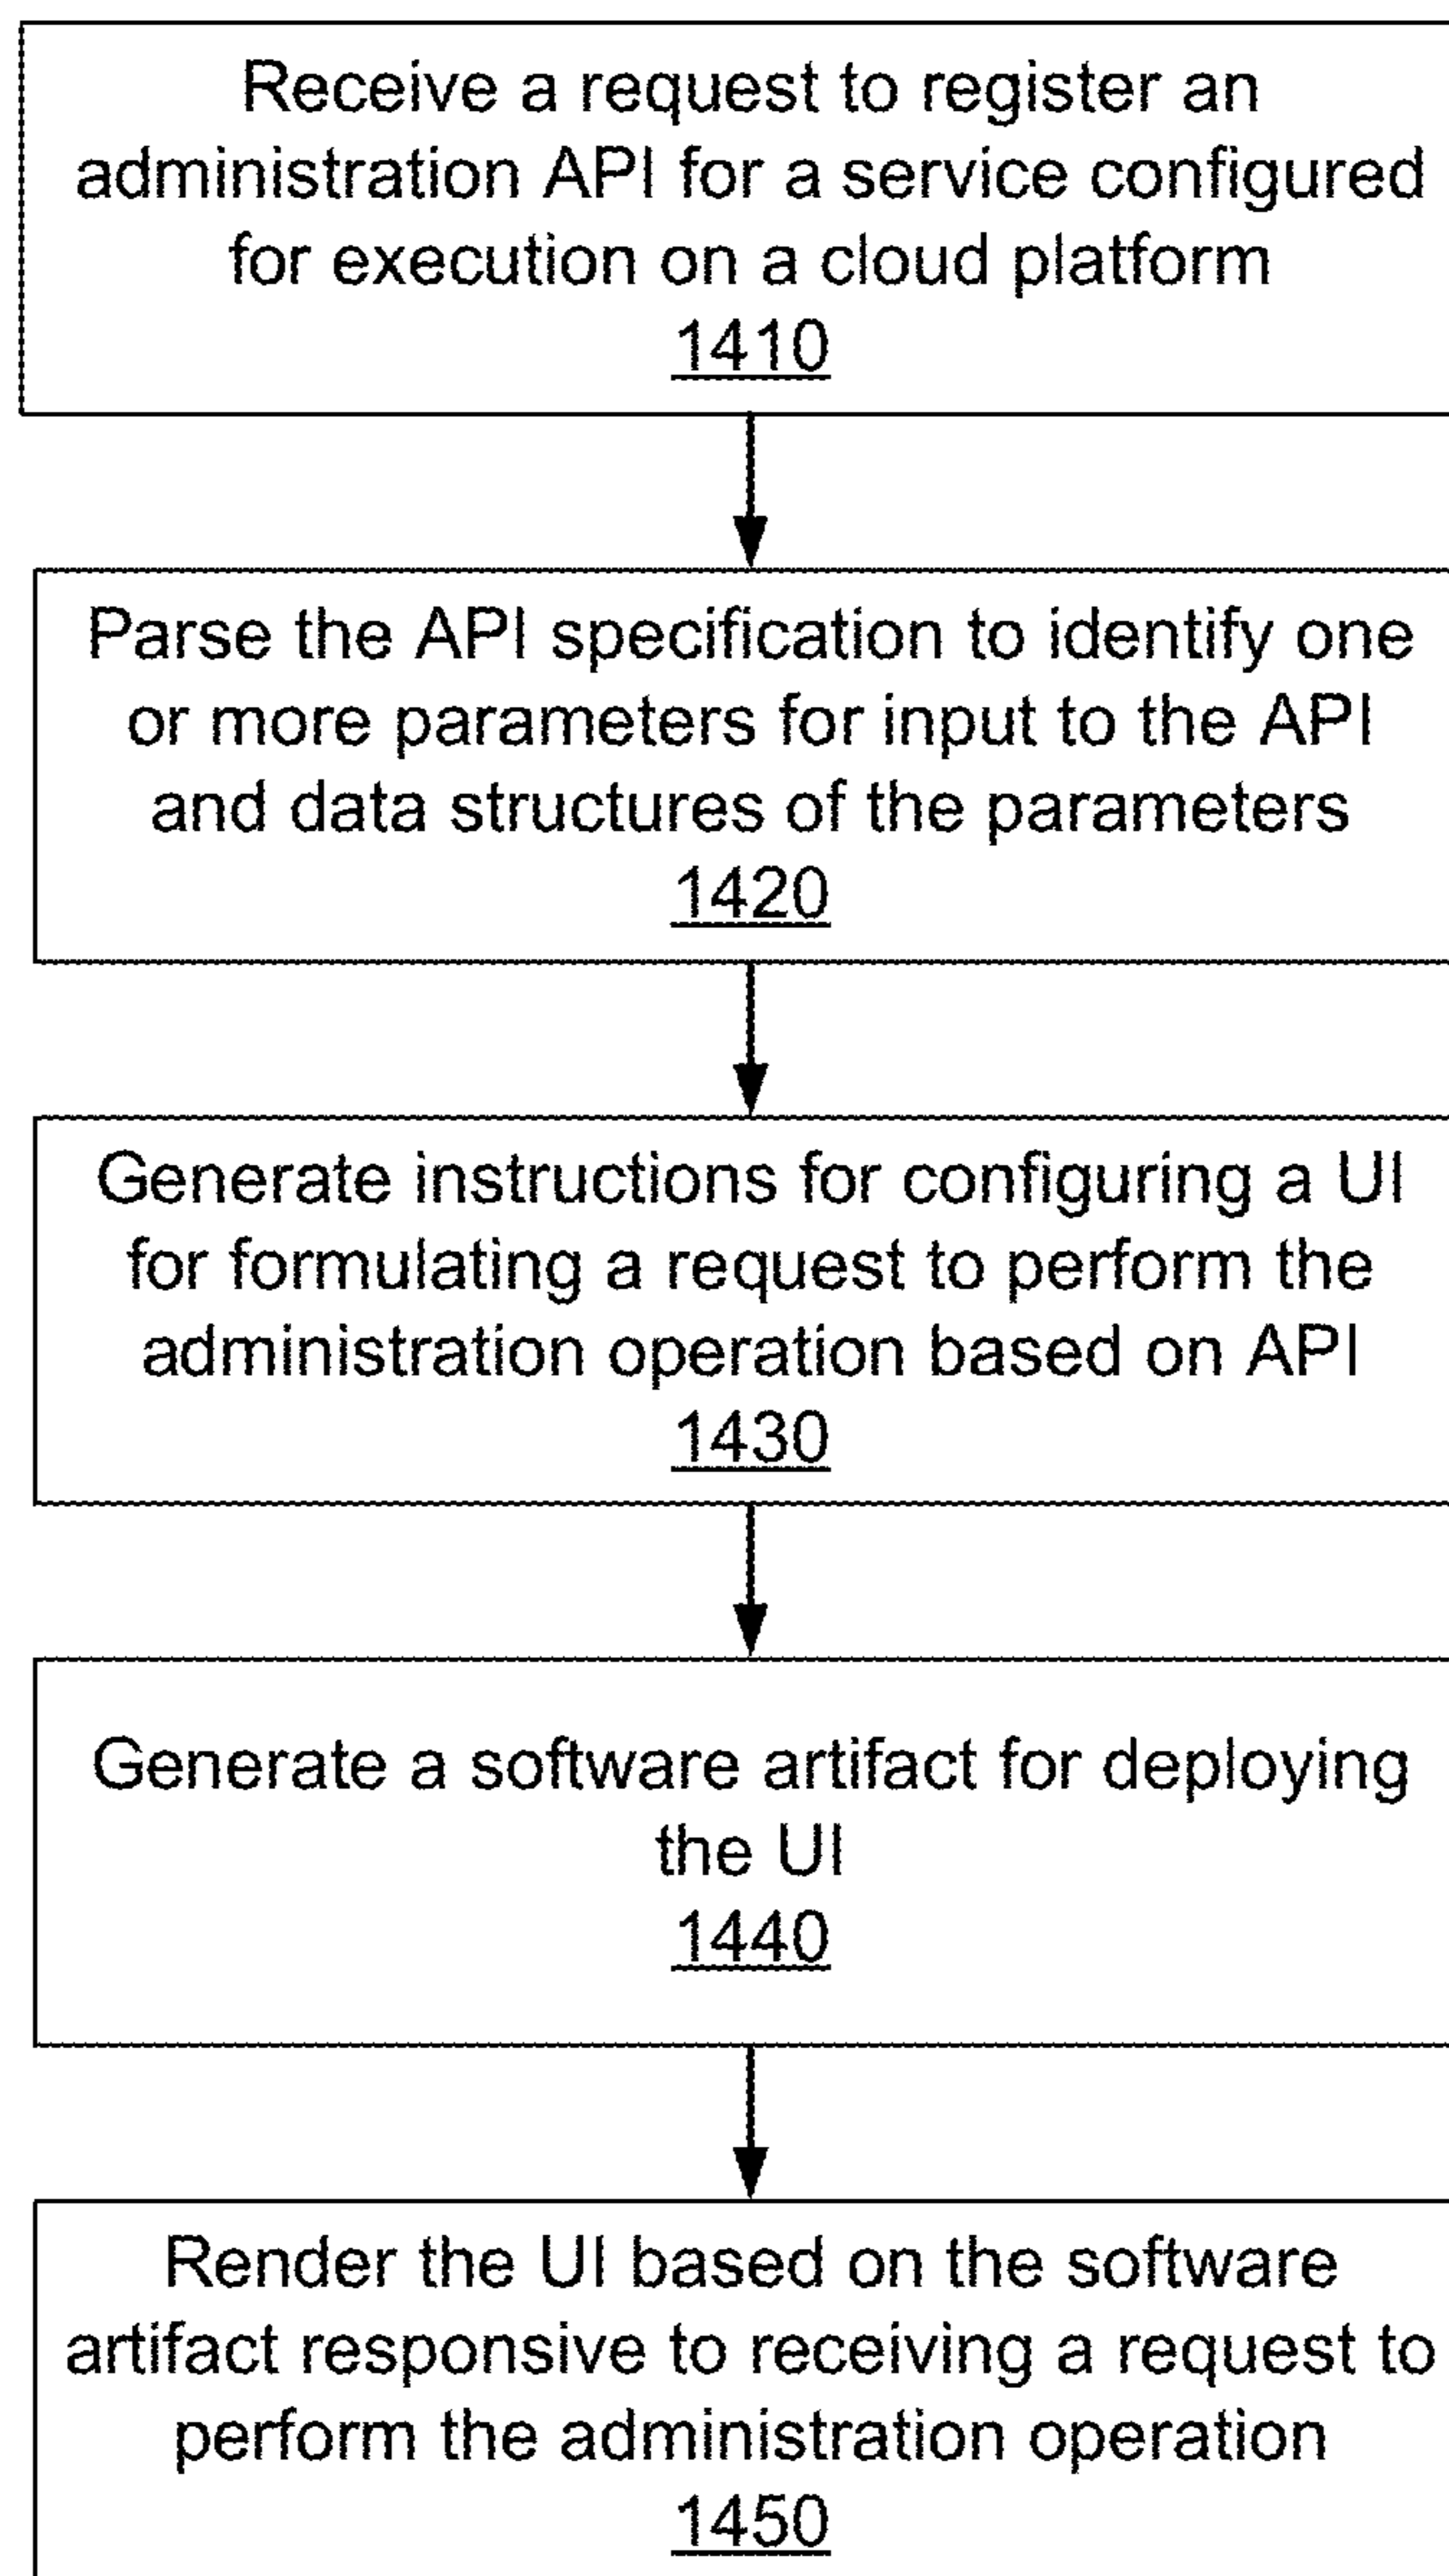 Receive a request to register an
administration API for a service configured
for execution on a cloud platform
1410
Parse the API specification to identify one
or more parameters for input to the API
and data structures of the parameters
1420
Generate instructions for configuring a UI
for formulating a request to perform the
administration operation based on API
1430
Generate a software artifact for deploying
the UI
1440
Render the UI based on the software
artifact responsive to receiving a request to
perform the administration operation
1450